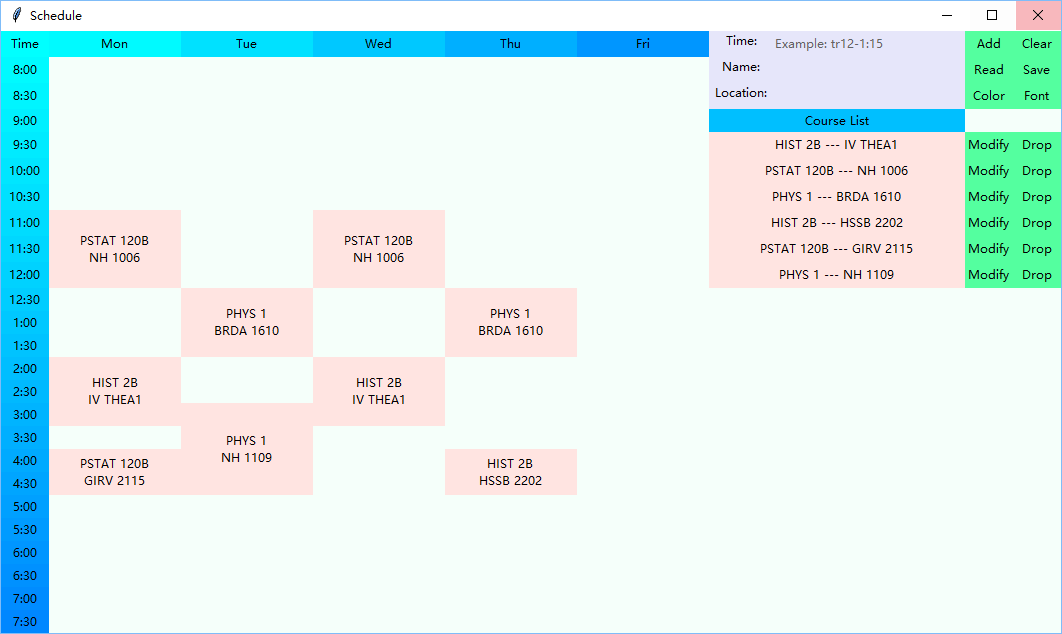 Schedule
Time Mon Tue Wed Thu Fri
8:00
8:30
9:00
9:30
10:00
10:30
11:00
11:30
12:00
12:30
1:00
1:30
2:00
2:30
3:00
3:30
4:00
4:30
5:00
5:30
6:00
6:30
7:00
7:30
PSTAT 120B
NH 1006
PSTAT 120B
NH 1006
PHYS 1
BRDA 1610
PHYS 1
BRDA 1610
HIST 2B
IV THEA1
HIST 2B
IV THEA1
PHYS 1
NH 1109
PSTAT 120B
GIRV 2115
HIST 2B
HSSB 2202
Time: Example: tr12-1:15 Add Clear
Name: Read Save
Location: Color Font
Course List
HIST 2B --- IV THEA1 Modify Drop
PSTAT 120B --- NH 1006 Modify Drop
PHYS 1 --- BRDA 1610 Modify Drop
HIST 2B --- HSSB 2202 Modify Drop
PSTAT 120B --- GIRV 2115 Modify Drop
PHYS 1 --- NH 1109 Modify Drop